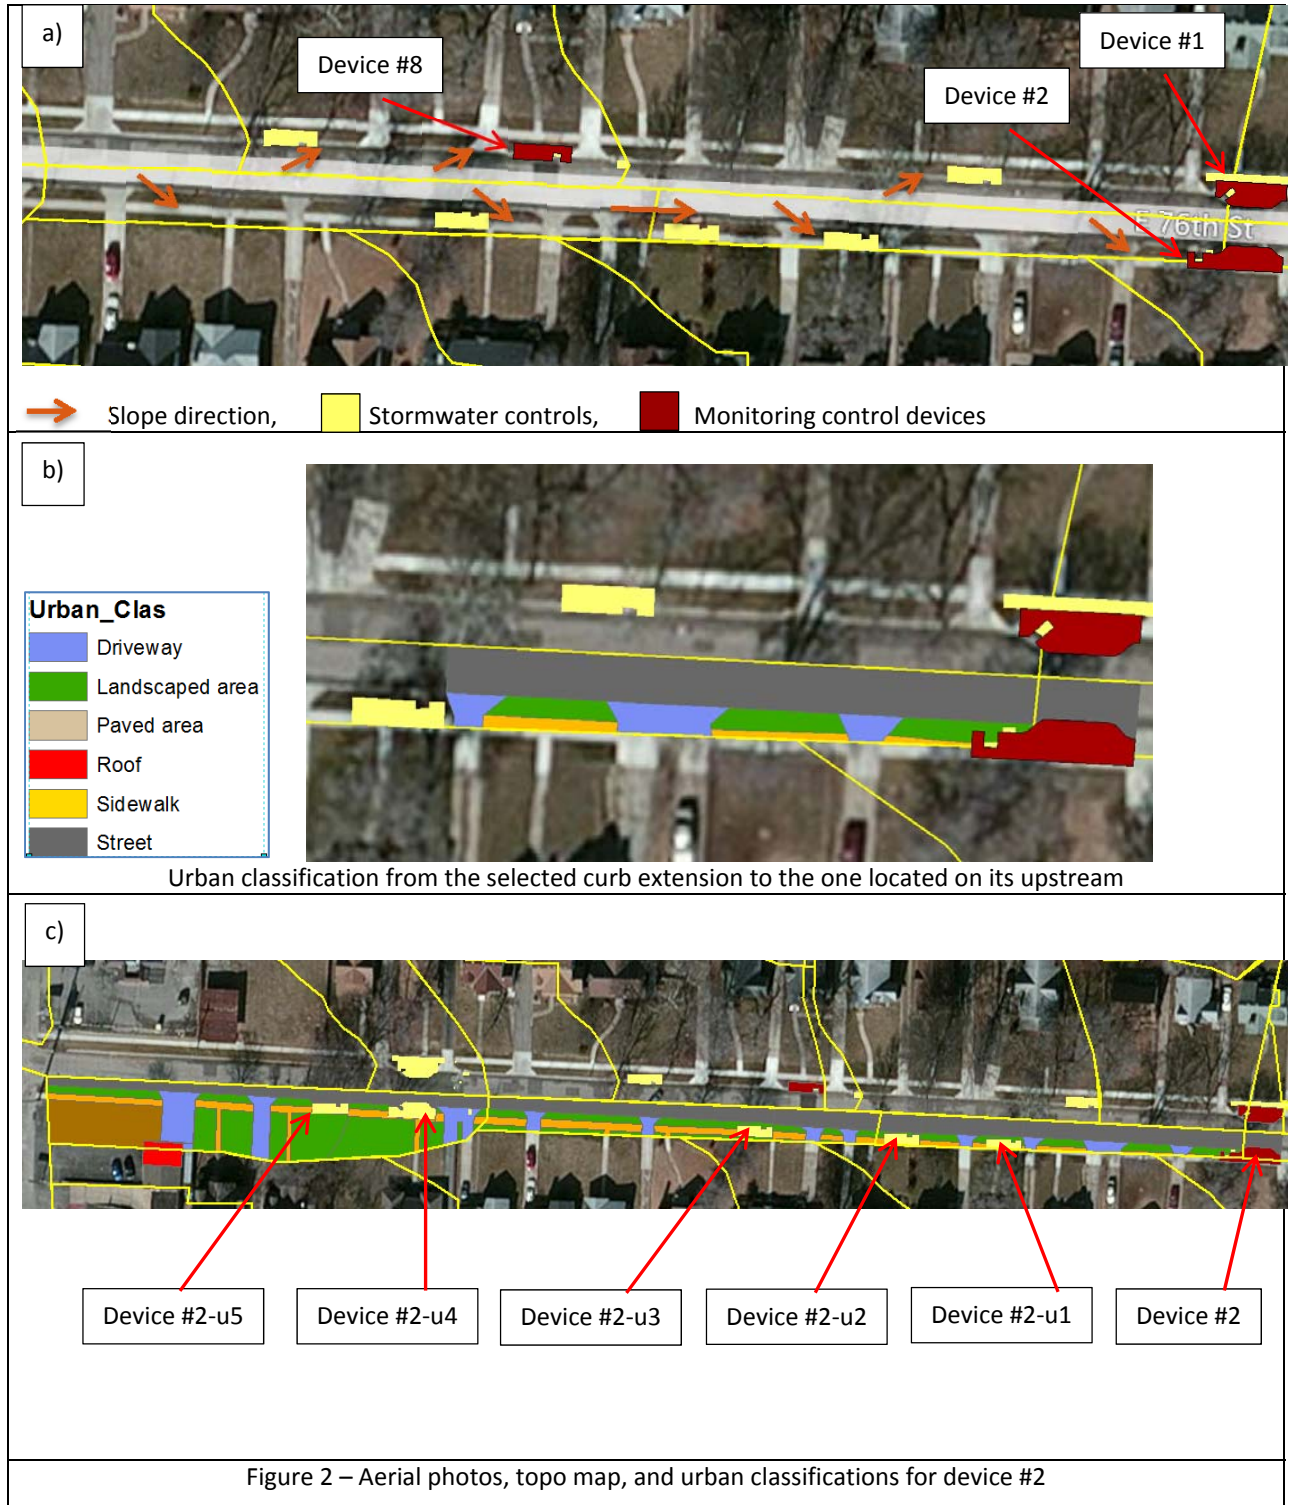 a)
Device #8
Device #1
Device #2
E 76th St
Slope direction,
Stormwater controls,
Monitoring control devices
b)
Urban_Clas
Driveway
Landscaped area
Paved area
Roof
Sidewalk
Street
Urban classification from the selected curb extension to the one located on its upstream
c)
Device #2-u5
Device #2-u4
Device #2-u3
Device #2-u2
Device #2-u1
Device #2
Figure 2 – Aerial photos, topo map, and urban classifications for device #2